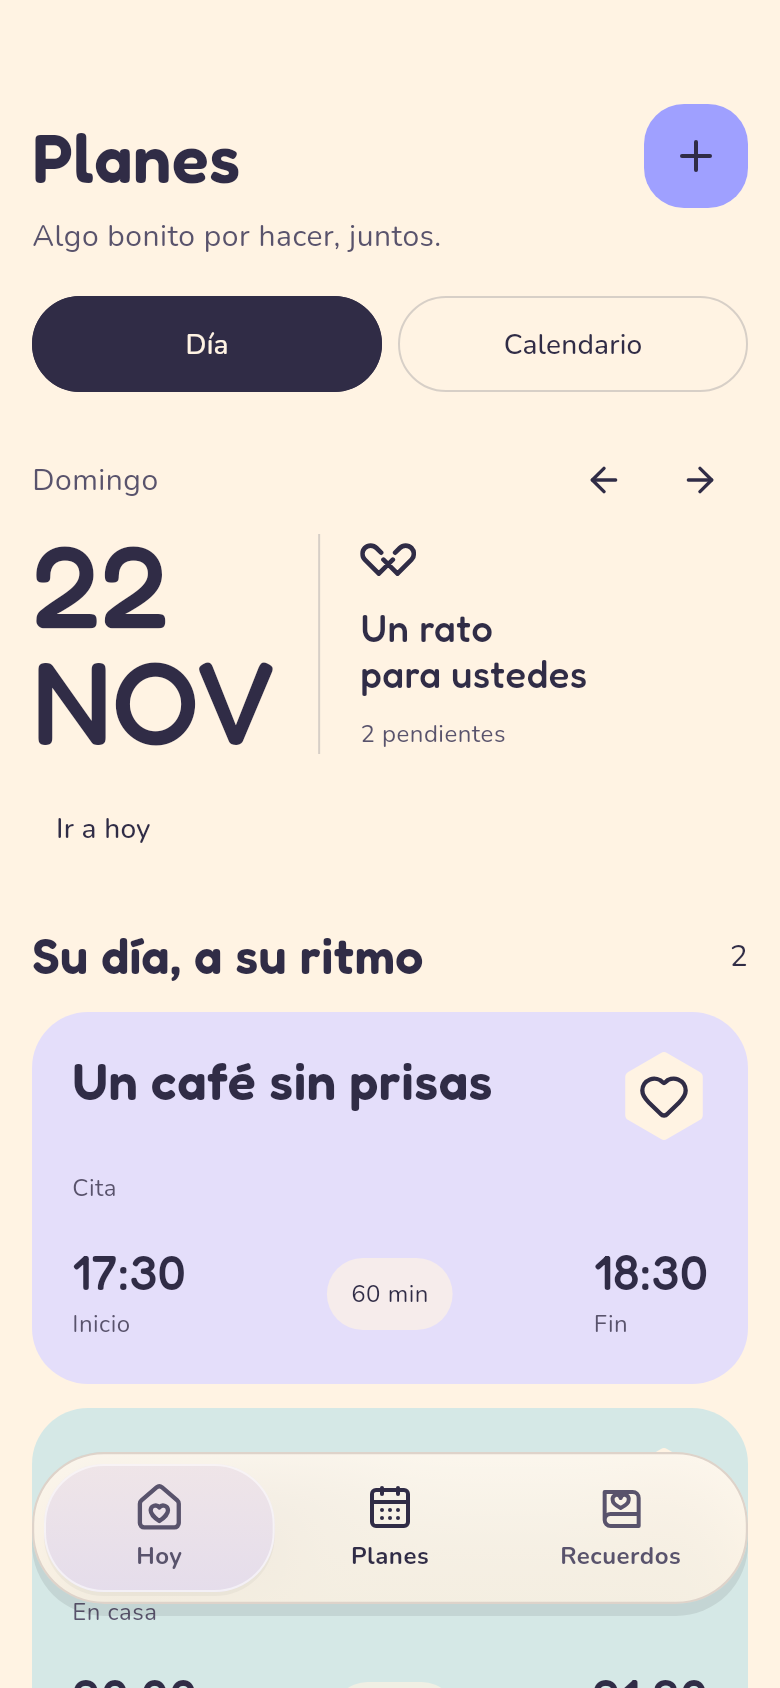 Planes
Algo bonito por hacer, juntos.
Día
Calendario
Domingo
22
NOV
Un rato
para ustedes
2 pendientes
Ir a hoy
Su día, a su ritmo
2
Un café sin prisas
Cita
17:30
60 min
18:30
Inicio
Fin
Hoy
Planes
Recuerdos
En casa